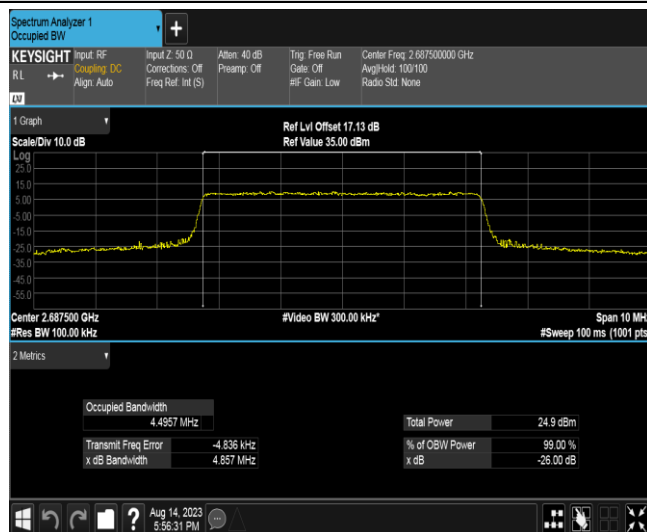 Spectrum Analyzer 1
Occupied BW
+
KEYSIGHT
RL
LXI
Input: RF
Coupling: DC
Align: Auto
Input Z: 50 Ω
Corrections: Off
Freq Ref: Int (S)
Atten: 40 dB
Preamp: Off
Trig: Free Run
Gate: Off
#IF Gain: Low
Center Freq: 2.687500000 GHz
Avg|Hold: 100/100
Radio Std: None
1 Graph
Scale/Div 10.0 dB
Ref Lvl Offset 17.13 dB
Ref Value 35.00 dBm
Log
25.0
15.0
5.00
-5.00
-15.0
-25.0
-35.0
-45.0
-55.0
Center 2.687500 GHz
#Res BW 100.00 kHz
#Video BW 300.00 kHz*
Span 10 MHz
#Sweep 100 ms (1001 pts
2 Metrics
Occupied Bandwidth
4.4957 MHz
Transmit Freq Error -4.836 kHz
x dB Bandwidth 4.857 MHz
Total Power 24.9 dBm
% of OBW Power 99.00 %
x dB -26.00 dB
?
Aug 14, 2023
5:56:31 PM